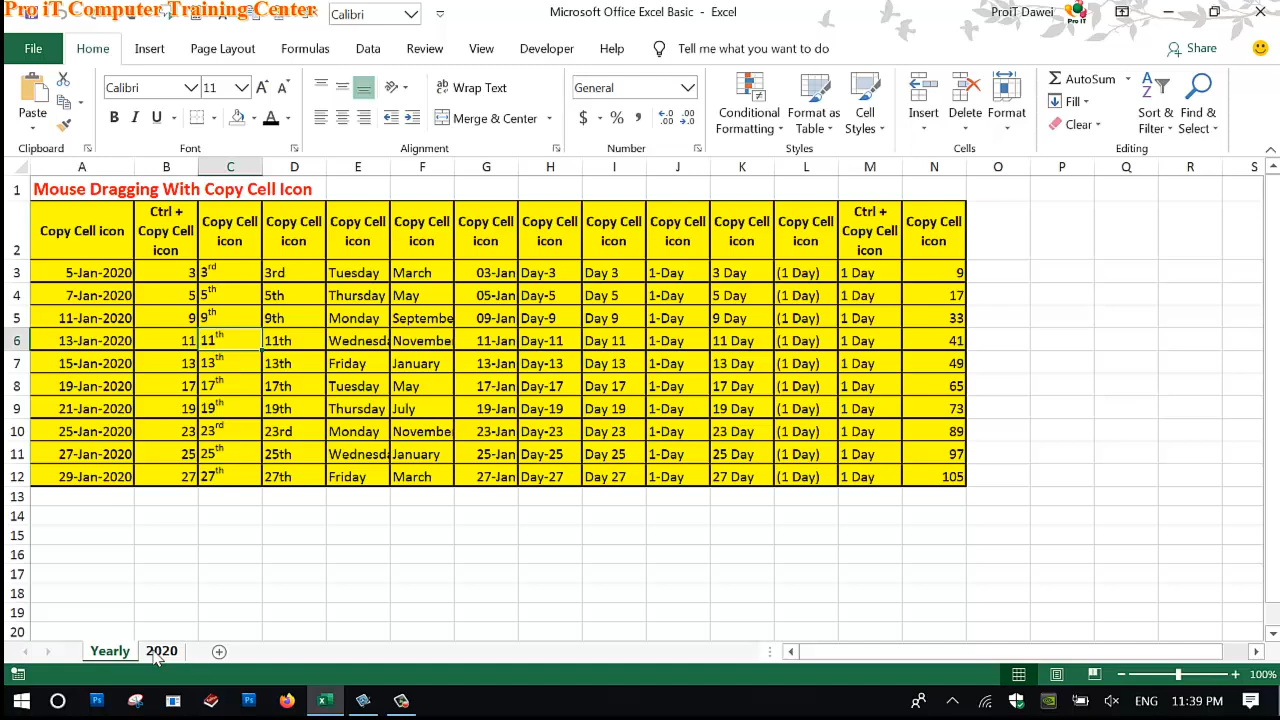 Pro iT Computer Training Center
Calibri
Microsoft Office Excel Basic - Excel
ProiT Dawei
Pro iT
File Home Insert Page Layout Formulas Data Review View Developer Help Tell me what you want to do Share
Calibri 11 Wrap Text General AutoSum
Paste B I U Merge & Center $ % , Conditional Formatting Format as Table Cell Styles Insert Delete Format Fill Clear Sort & Filter Find & Select
Clipboard Font Alignment Number Styles Cells Editing
A B C D E F G H I J K L M N O P Q R S
1 Mouse Dragging With Copy Cell Icon
2 Copy Cell icon Ctrl + Copy Cell icon Copy Cell icon Copy Cell icon Copy Cell icon Copy Cell icon Copy Cell icon Copy Cell icon Copy Cell icon Copy Cell icon Copy Cell icon Copy Cell icon Ctrl + Copy Cell icon Copy Cell icon
3 5-Jan-2020 3 3rd 3rd Tuesday March 03-Jan Day-3 Day 3 1-Day 3 Day (1 Day) 1 Day 9
4 7-Jan-2020 5 5th 5th Thursday May 05-Jan Day-5 Day 5 1-Day 5 Day (1 Day) 1 Day 17
5 11-Jan-2020 9 9th 9th Monday Septembe 09-Jan Day-9 Day 9 1-Day 9 Day (1 Day) 1 Day 33
6 13-Jan-2020 11 11th 11th Wednesda November 11-Jan Day-11 Day 11 1-Day 11 Day (1 Day) 1 Day 41
7 15-Jan-2020 13 13th 13th Friday January 13-Jan Day-13 Day 13 1-Day 13 Day (1 Day) 1 Day 49
8 19-Jan-2020 17 17th 17th Tuesday May 17-Jan Day-17 Day 17 1-Day 17 Day (1 Day) 1 Day 65
9 21-Jan-2020 19 19th 19th Thursday July 19-Jan Day-19 Day 19 1-Day 19 Day (1 Day) 1 Day 73
10 25-Jan-2020 23 23rd 23rd Monday November 23-Jan Day-23 Day 23 1-Day 23 Day (1 Day) 1 Day 89
11 27-Jan-2020 25 25th 25th Wednesda January 25-Jan Day-25 Day 25 1-Day 25 Day (1 Day) 1 Day 97
12 29-Jan-2020 27 27th 27th Friday March 27-Jan Day-27 Day 27 1-Day 27 Day (1 Day) 1 Day 105
13
14
15
16
17
18
19
20
Yearly 2020
100%
ENG 11:39 PM